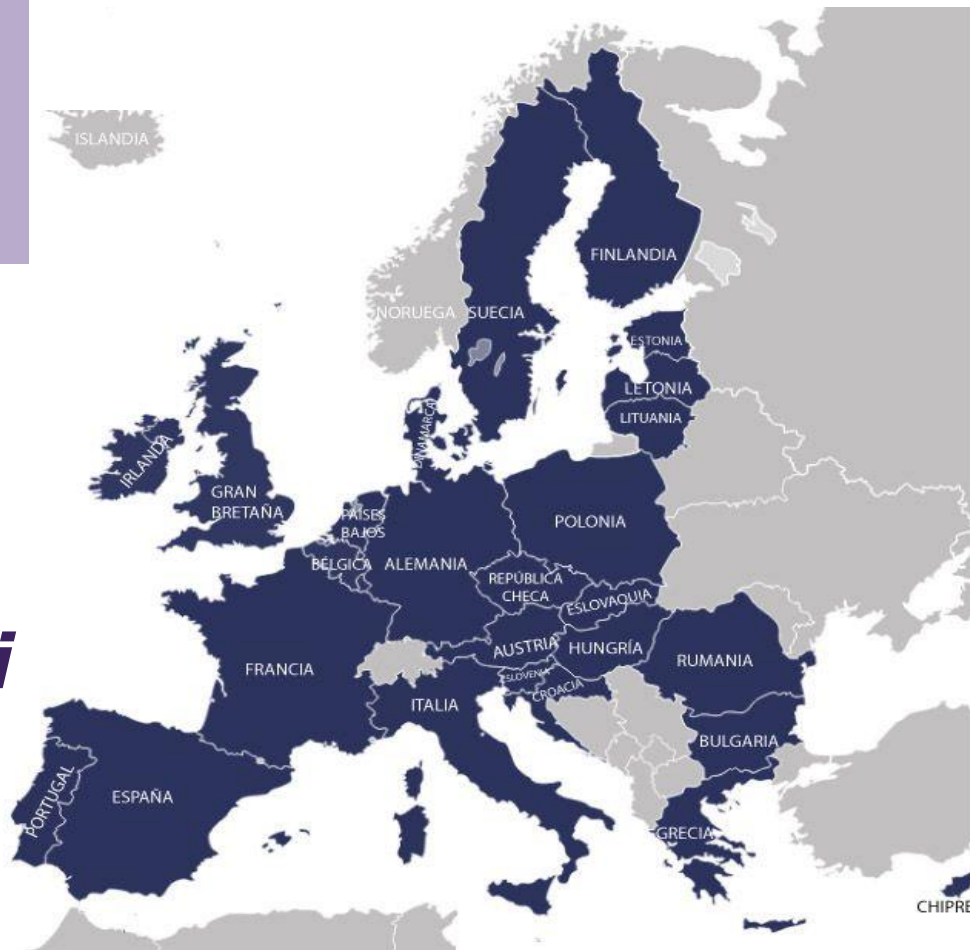 ISLANDIA
FINLANDIA
NORUEGA
SUECIA
ESTONIA
LETONIA
LITUANIA
INAMARCA
IRLANDA
GRAN
BRETAÑA
PAÍSES
BAJOS
POLONIA
BÉLGICA
ALEMANIA
REPÚBLICA
CHECA
ESLOVAQUIA
AUSTRIA
HUNGRÍA
i
FRANCIA
RUMANIA
ESLOVENIA
CROACIA
ITALIA
BULGARIA
PORTUGAL
ESPAÑA
GRECIA
CHIPRE